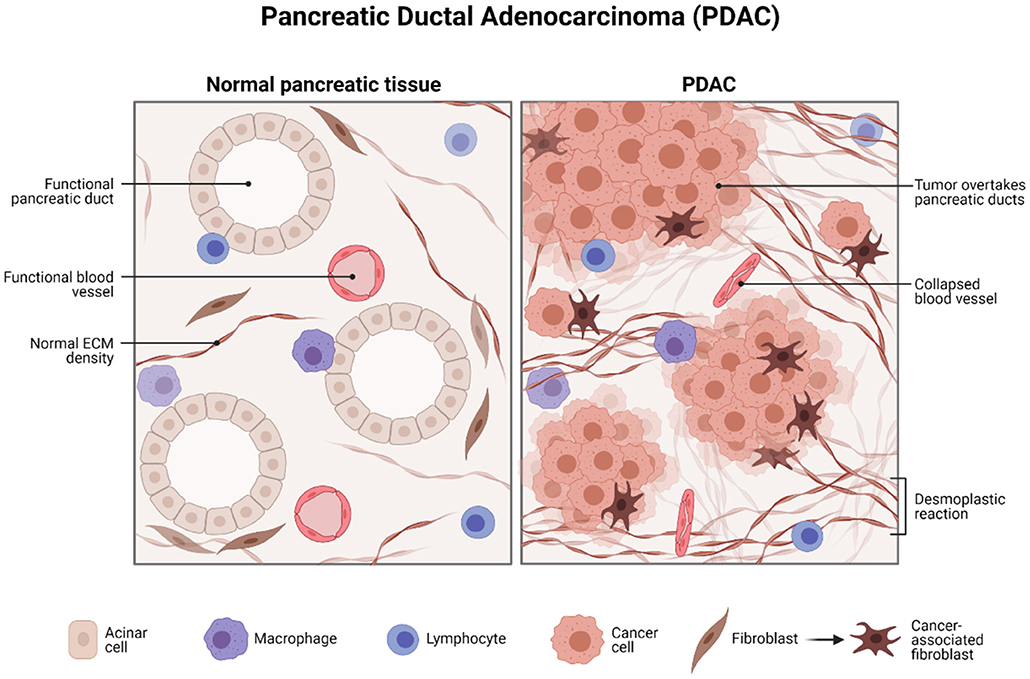 Pancreatic Ductal Adenocarcinoma (PDAC)
Normal pancreatic tissue
PDAC
Functional
pancreatic duct
Functional blood
vessel
Normal ECM
density
Tumor overtakes
pancreatic ducts
Collapsed
blood vessel
Desmoplastic
reaction
Acinar
cell
Macrophage
Lymphocyte
Cancer
cell
Fibroblast
Cancer-
associated
fibroblast